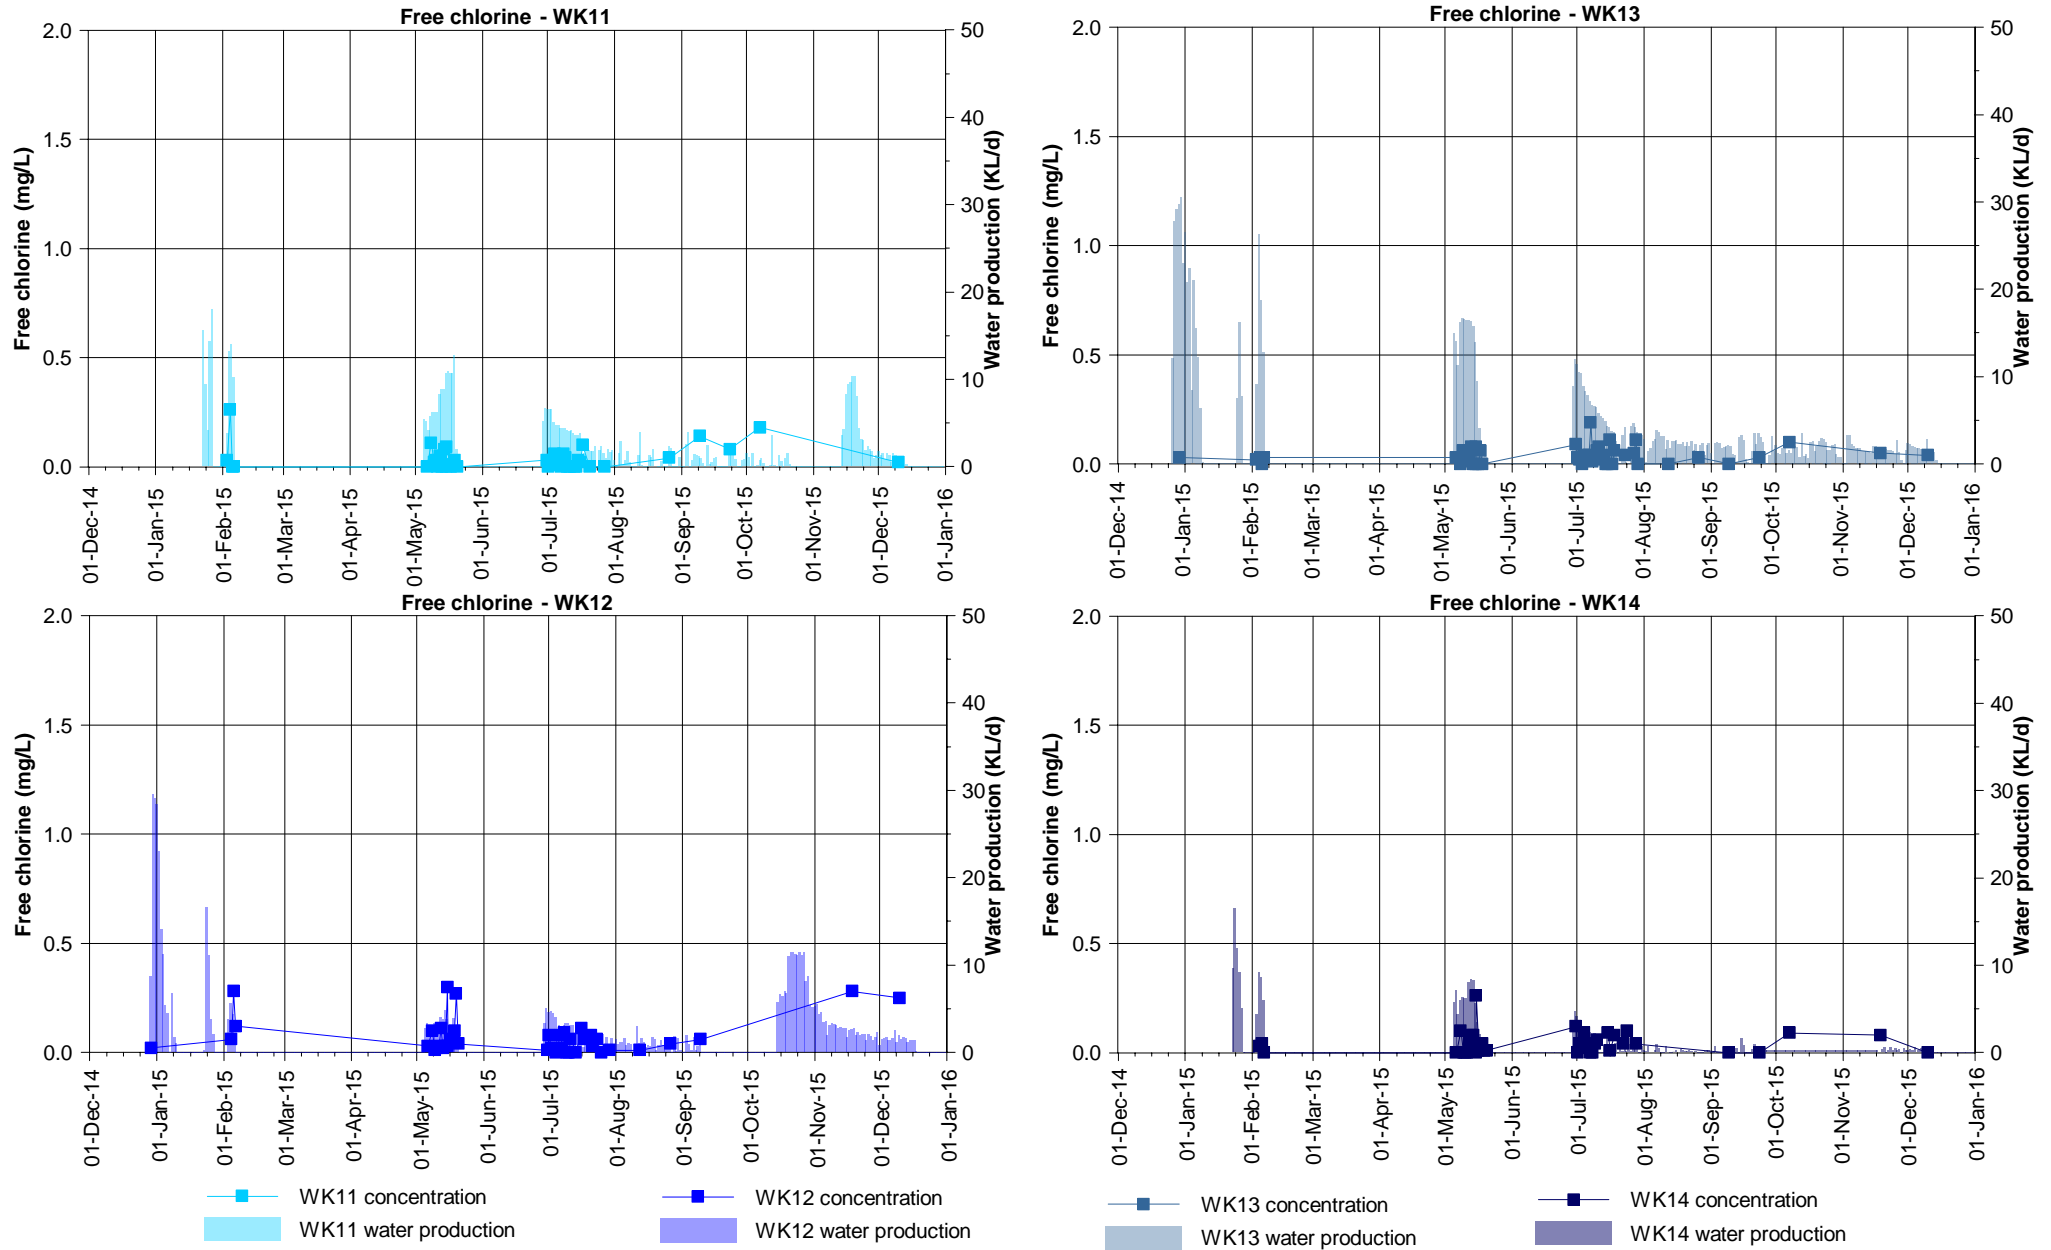 Free chlorine - WK11
2.0
1.5
1.0
0.5
0.0
Free chlorine (mg/L)
50
40
30
20
10
0
Water production (KL/d)
01-Dec-14
01-Jan-15
01-Feb-15
01-Mar-15
01-Apr-15
01-May-15
01-Jun-15
01-Jul-15
01-Aug-15
01-Sep-15
01-Oct-15
01-Nov-15
01-Dec-15
01-Jan-16
Free chlorine - WK13
2.0
1.5
1.0
0.5
0.0
Free chlorine (mg/L)
50
40
30
20
10
0
Water production (KL/d)
01-Dec-14
01-Jan-15
01-Feb-15
01-Mar-15
01-Apr-15
01-May-15
01-Jun-15
01-Jul-15
01-Aug-15
01-Sep-15
01-Oct-15
01-Nov-15
01-Dec-15
01-Jan-16
Free chlorine - WK12
2.0
1.5
1.0
0.5
0.0
Free chlorine (mg/L)
50
40
30
20
10
0
Water production (KL/d)
01-Dec-14
01-Jan-15
01-Feb-15
01-Mar-15
01-Apr-15
01-May-15
01-Jun-15
01-Jul-15
01-Aug-15
01-Sep-15
01-Oct-15
01-Nov-15
01-Dec-15
01-Jan-16
Free chlorine - WK14
2.0
1.5
1.0
0.5
0.0
Free chlorine (mg/L)
50
40
30
20
10
0
Water production (KL/d)
01-Dec-14
01-Jan-15
01-Feb-15
01-Mar-15
01-Apr-15
01-May-15
01-Jun-15
01-Jul-15
01-Aug-15
01-Sep-15
01-Oct-15
01-Nov-15
01-Dec-15
01-Jan-16
WK11 concentration
WK11 water production
WK12 concentration
WK12 water production
WK13 concentration
WK13 water production
WK14 concentration
WK14 water production